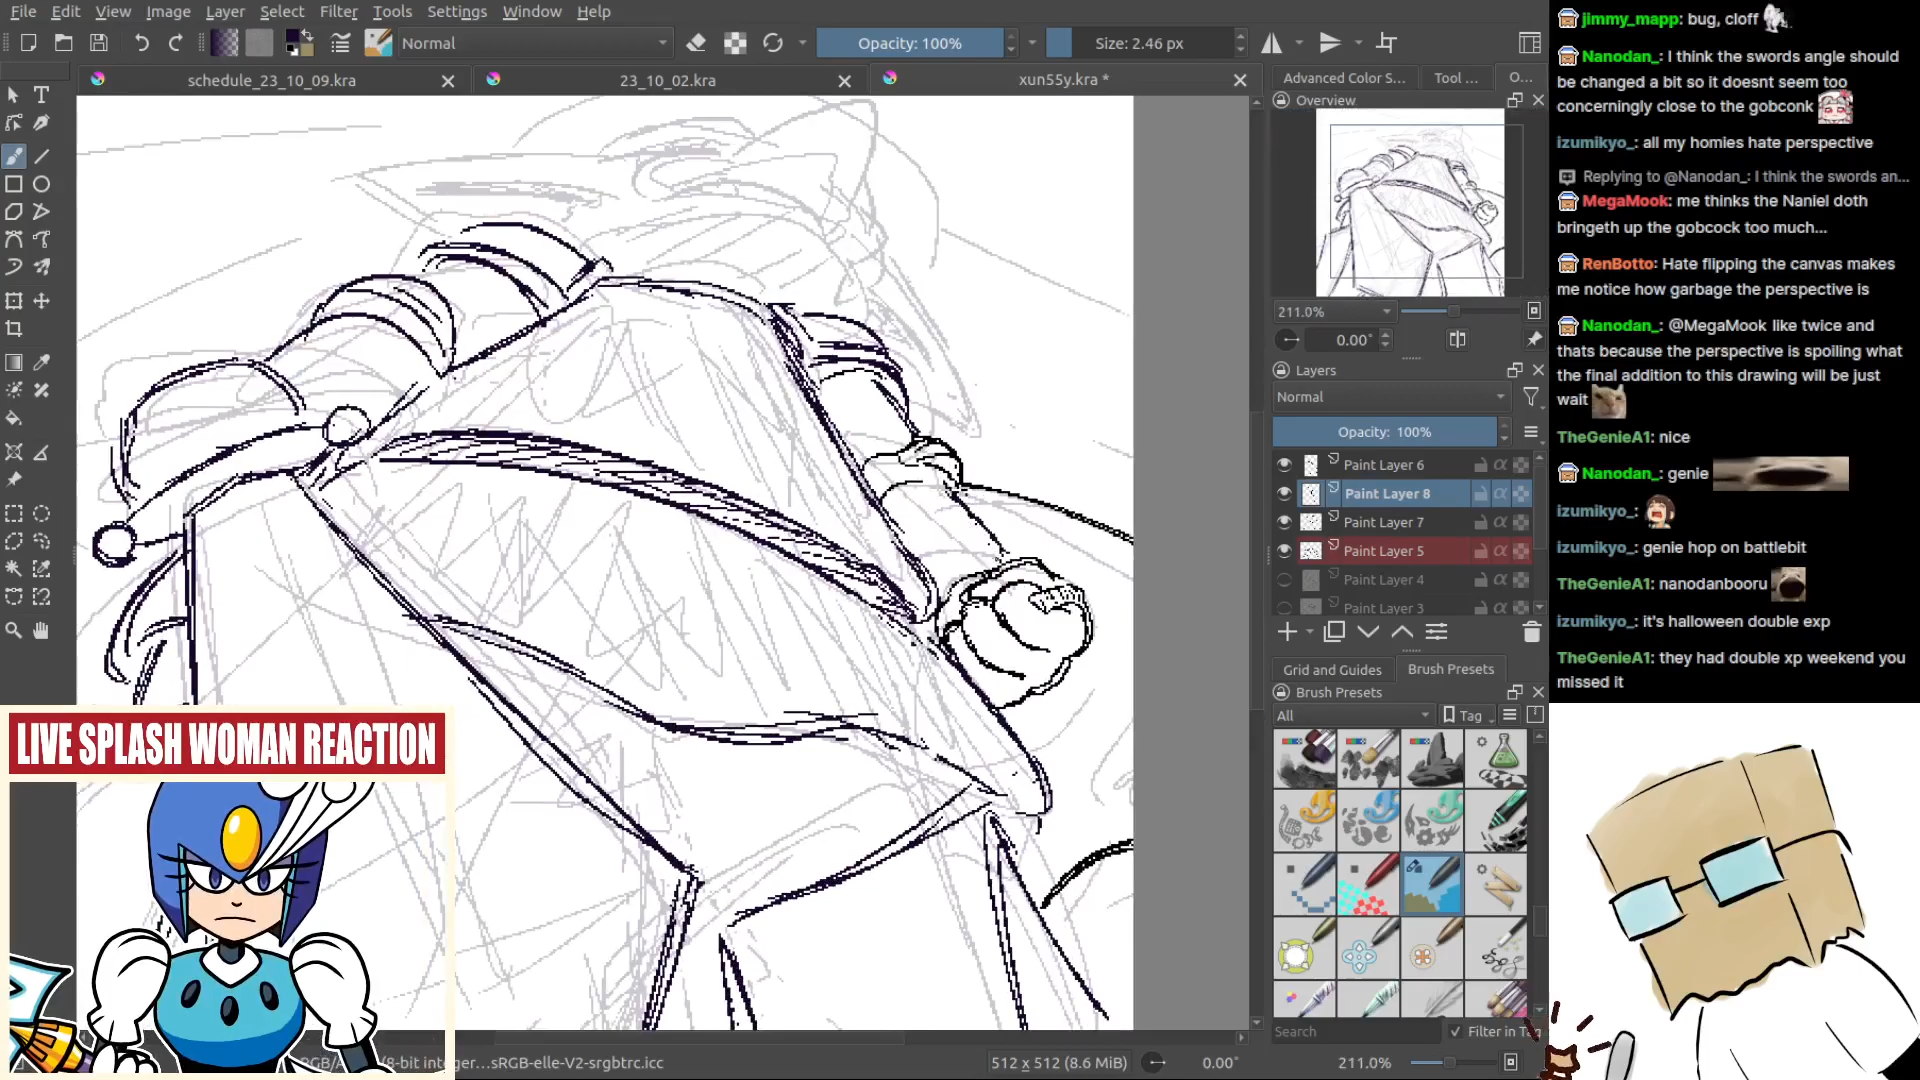 File Edit View Image Layer Select Filter Tools Settings Window Help
Normal
Opacity: 100%
Size: 2.46 px
schedule_23_10_09.kra
23_10_02.kra
xun55y.kra *
Advanced Color S...
Tool ...
O...
Overview
211.0%
0.00°
Layers
Normal
Opacity: 100%
Paint Layer 6
Paint Layer 8
Paint Layer 7
Paint Layer 5
Paint Layer 4
Paint Layer 3
Grid and Guides
Brush Presets
Brush Presets
All
Tag
Search
Filter in
(8-bit integer...sRGB-elle-V2-srgbtrc.icc
512 x 512 (8.6 MiB)
0.00°
211.0%
LIVE SPLASH WOMAN REACTION
jimmy_mapp: bug, cloff
Nanodan_: I think the swords angle should
be changed a bit so it doesnt seem too
concerningly close to the gobconk
izumikyo_: all my homies hate perspective
Replying to @Nanodan_: I think the swords an...
MegaMook: me thinks the Naniel doth
bringeth up the gobcock too much...
RenBotto: Hate flipping the canvas makes
me notice how garbage the perspective is
Nanodan_: @MegaMook like twice and
thats because the perspective is spoiling what
the final addition to this drawing will be just
wait
TheGenieA1: nice
Nanodan_: genie
izumikyo_:
izumikyo_: genie hop on battlebit
TheGenieA1: nanodanbooru
izumikyo_: it's halloween double exp
TheGenieA1: they had double xp weekend you
missed it